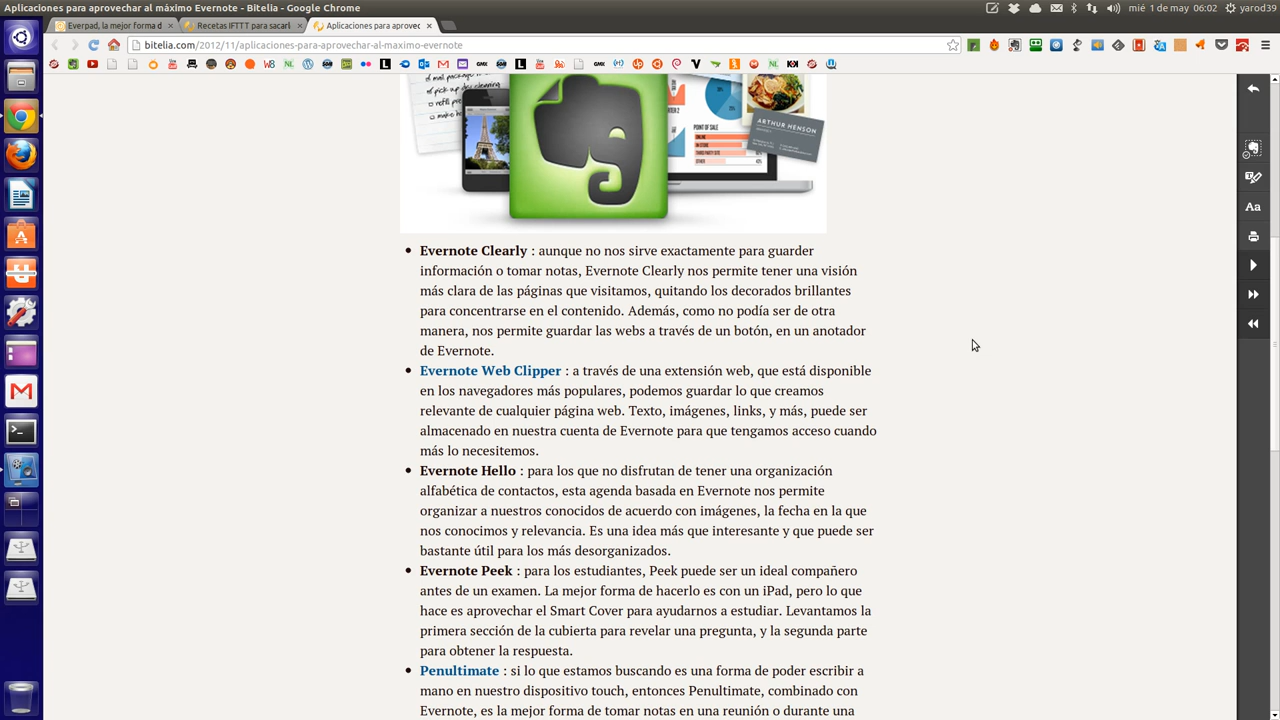 Aplicaciones para aprovechar al máximo Evernote - Bitelia - Google Chrome
mié 1 de may 06:02 yarod39
Everpad, la mejor forma d
Recetas IFTTT para sacarl
Aplicaciones para aprovec
bitelia.com/2012/11/aplicaciones-para-aprovechar-al-maximo-evernote
of pick up dry cleaning
ARTHUR HENSON
POINT OF SALE
OTHER
Evernote Clearly : aunque no nos sirve exactamente para guarder
información o tomar notas, Evernote Clearly nos permite tener una visión
más clara de las páginas que visitamos, quitando los decorados brillantes
para concentrarse en el contenido. Además, como no podía ser de otra
manera, nos permite guardar las webs a través de un botón, en un anotador
de Evernote.
Evernote Web Clipper : a través de una extensión web, que está disponible
en los navegadores más populares, podemos guardar lo que creamos
relevante de cualquier página web. Texto, imágenes, links, y más, puede ser
almacenado en nuestra cuenta de Evernote para que tengamos acceso cuando
más lo necesitemos.
Evernote Hello : para los que no disfrutan de tener una organización
alfabética de contactos, esta agenda basada en Evernote nos permite
organizar a nuestros conocidos de acuerdo con imágenes, la fecha en la que
nos conocimos y relevancia. Es una idea más que interesante y que puede ser
bastante útil para los más desorganizados.
Evernote Peek : para los estudiantes, Peek puede ser un ideal compañero
antes de un examen. La mejor forma de hacerlo es con un iPad, pero lo que
hace es aprovechar el Smart Cover para ayudarnos a estudiar. Levantamos la
primera sección de la cubierta para revelar una pregunta, y la segunda parte
para obtener la respuesta.
Penultimate : si lo que estamos buscando es una forma de poder escribir a
mano en nuestro dispositivo touch, entonces Penultimate, combinado con
Evernote, es la mejor forma de tomar notas en una reunión o durante una
Aa